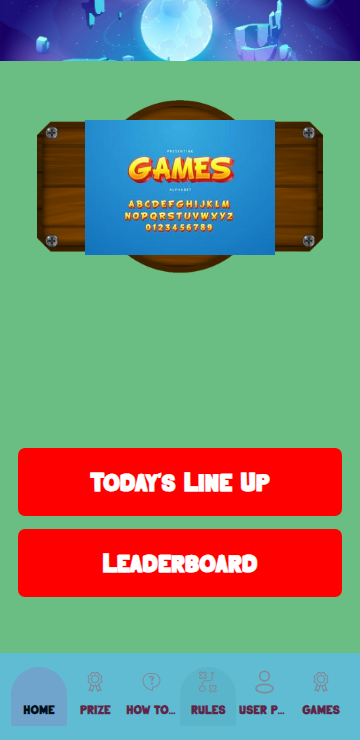 PRESENTING
GAMES
ALPHABET
ABCDEFGHIJKLM
NOPQRSTUVWXYZ
0123456789
Today's Line Up
Leaderboard
HOME PRIZE HOW TO... RULES USER P... GAMES